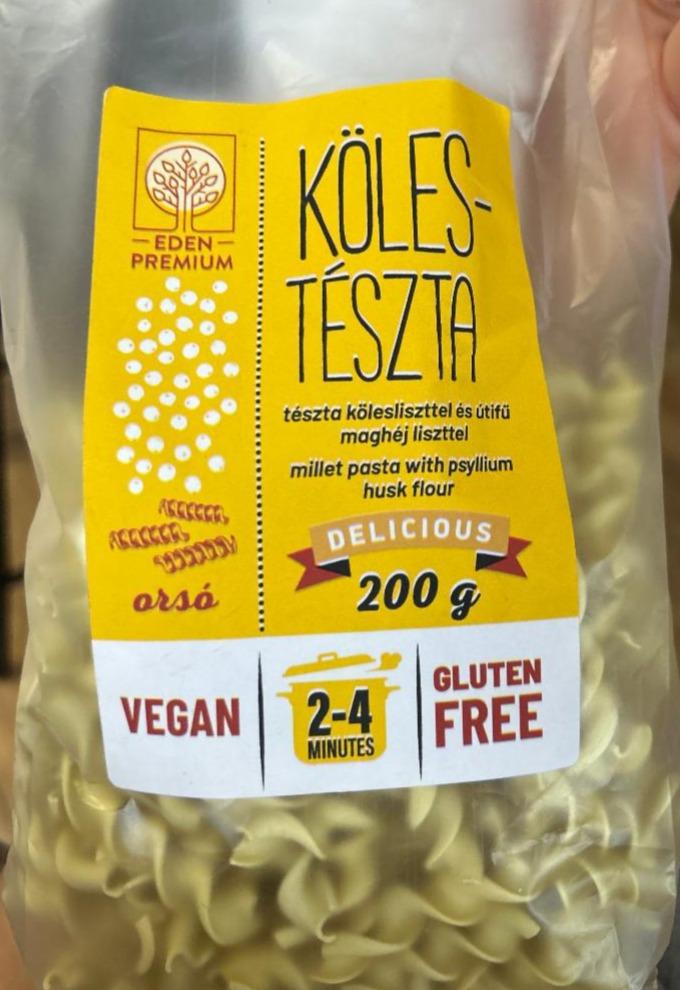 EDEN
PREMIUM
KÖLES-
TÉSZTA
tészta kölesliszttel és útifű
maghéj liszttel
millet pasta with psyllium
husk flour
DELICIOUS
200 g
orsó
VEGAN
2-4
MINUTES
GLUTEN
FREE